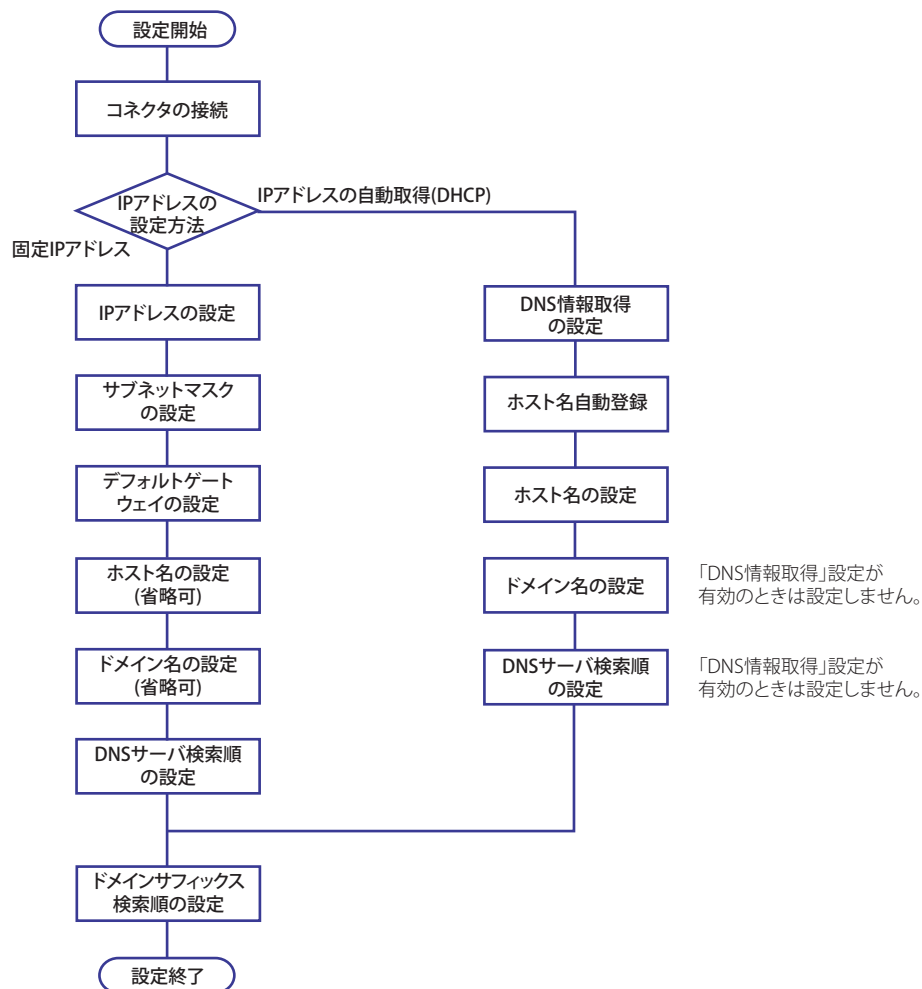 設定開始
コネクタの接続
IPアドレスの
設定方法
IPアドレスの自動取得(DHCP)
固定IPアドレス
IPアドレスの設定
サブネットマスク
の設定
デフォルトゲート
ウェイの設定
ホスト名の設定
(省略可)
ドメイン名の設定
(省略可)
DNSサーバ検索順
の設定
DNS情報取得
の設定
ホスト名自動登録
ホスト名の設定
ドメイン名の設定
「DNS情報取得」設定が
有効のときは設定しません。
DNSサーバ検索順
の設定
「DNS情報取得」設定が
有効のときは設定しません。
ドメインサフィックス
検索順の設定
設定終了